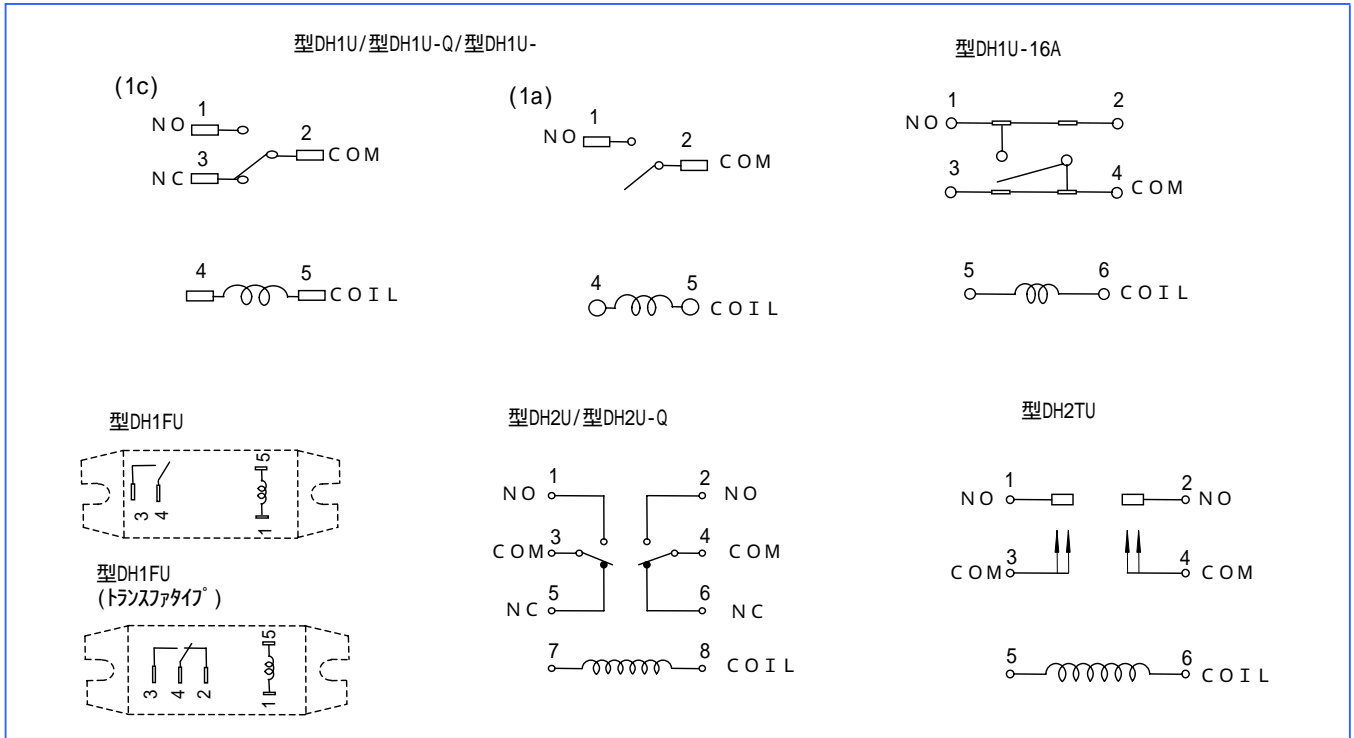 型DH1U/型DH1U-Q/型DH1U-
(1c)
1
NO
2
COM
3
NC
4
5
COIL
(1a)
1
NO
2
COM
4
5
COIL
型DH1U-16A
1
2
NO
3
4
COM
5
6
COIL
型DH1FU
3
4
5
1
型DH1FU
(トランスファタイプ)
3
4
2
5
1
型DH2U/型DH2U-Q
1
2
NO
NO
3
4
COM
COM
5
6
NC
NC
7
8
COIL
型DH2TU
1
2
NO
NO
3
4
COM
COM
5
6
COIL